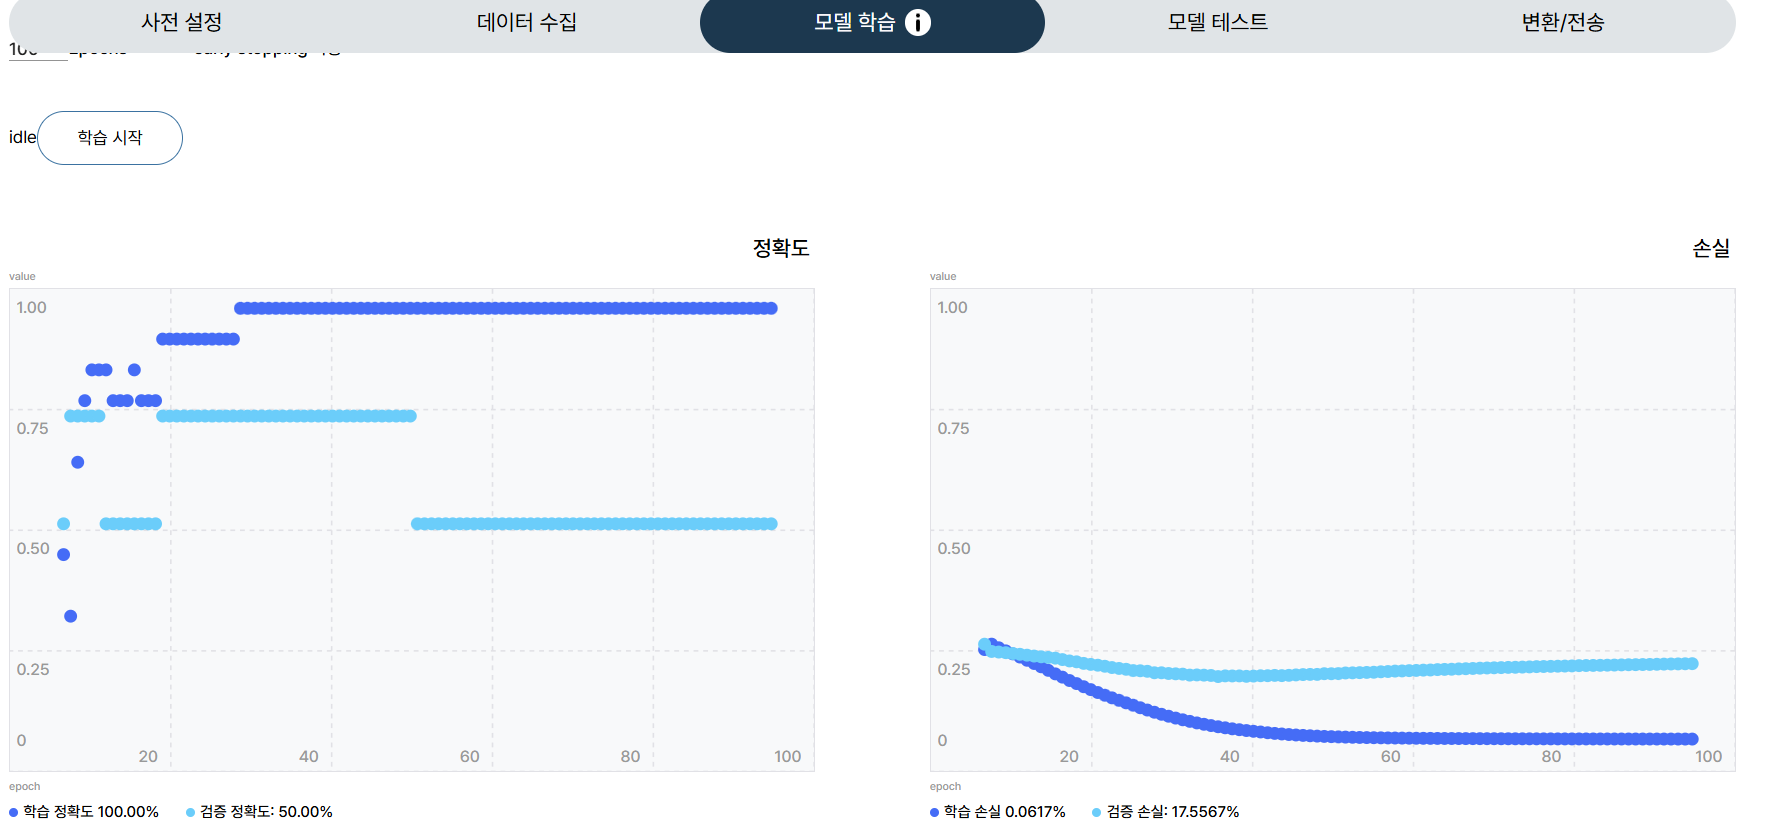 사전 설정
데이터 수집
모델 학습
모델 테스트
변환/전송
100 Epochs early stopping
idle 학습 시작
정확도
value
1.00
0.75
0.50
0.25
0
20 40 60 80 100
epoch
학습 정확도 100.00% 검증 정확도: 50.00%
손실
value
1.00
0.75
0.50
0.25
0
20 40 60 80 100
epoch
학습 손실 0.0617% 검증 손실: 17.5567%